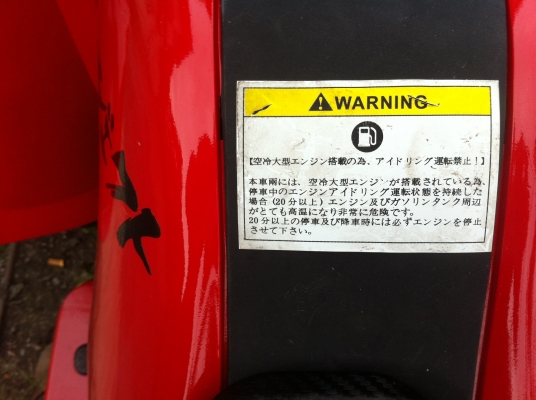 WARNING
【空冷大型エンジン搭載の為、アイドリング運転禁止!】
本車両には、空冷大型エンジンが搭載されている為、
停車中のエンジンアイドリング運転状態を持続した
場合(20分以上)エンジン及びガソリンタンク周辺
がとても高温になり非常に危険です。
20分以上の停車及び降車時には必ずエンジンを停止
させて下さい。